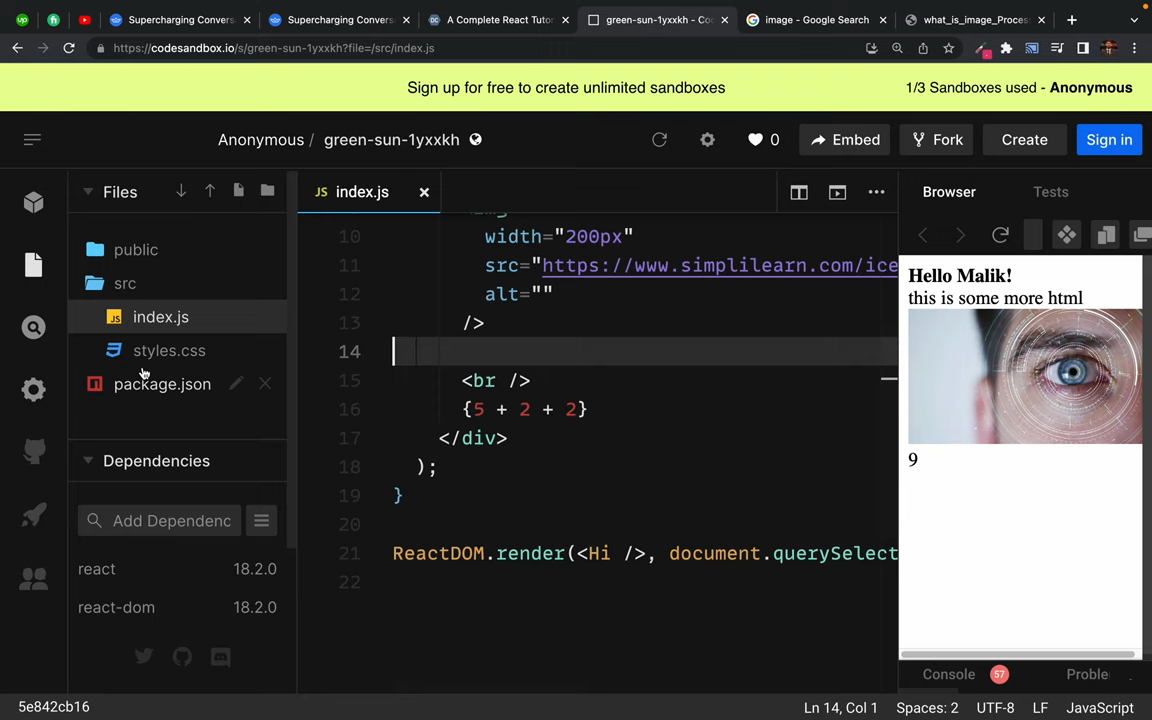 Supercharging Convers
Supercharging Convers
A Complete React Tutor
green-sun-1yxxkh - Co
image - Google Search
what_is_image_Proces
https://codesandbox.io/s/green-sun-1yxxkh?file=/src/index.js
Sign up for free to create unlimited sandboxes
1/3 Sandboxes used - Anonymous
Anonymous / green-sun-1yxxkh
0
Embed
Fork
Create
Sign in
Files
JS index.js
Browser
Tests
public
src
index.js
styles.css
package.json
Dependencies
Add Dependenc
react 18.2.0
react-dom 18.2.0
10 width="200px"
11 src="https://www.simplilearn.com/ice
12 alt=""
13 />
14
15 <br />
16 {5 + 2 + 2}
17 </div>
18 );
19 }
20
21 ReactDOM.render(<Hi />, document.querySelect
22
Hello Malik!
this is some more html
9
Console 57
Proble
5e842cb16
Ln 14, Col 1
Spaces: 2
UTF-8
LF
JavaScript